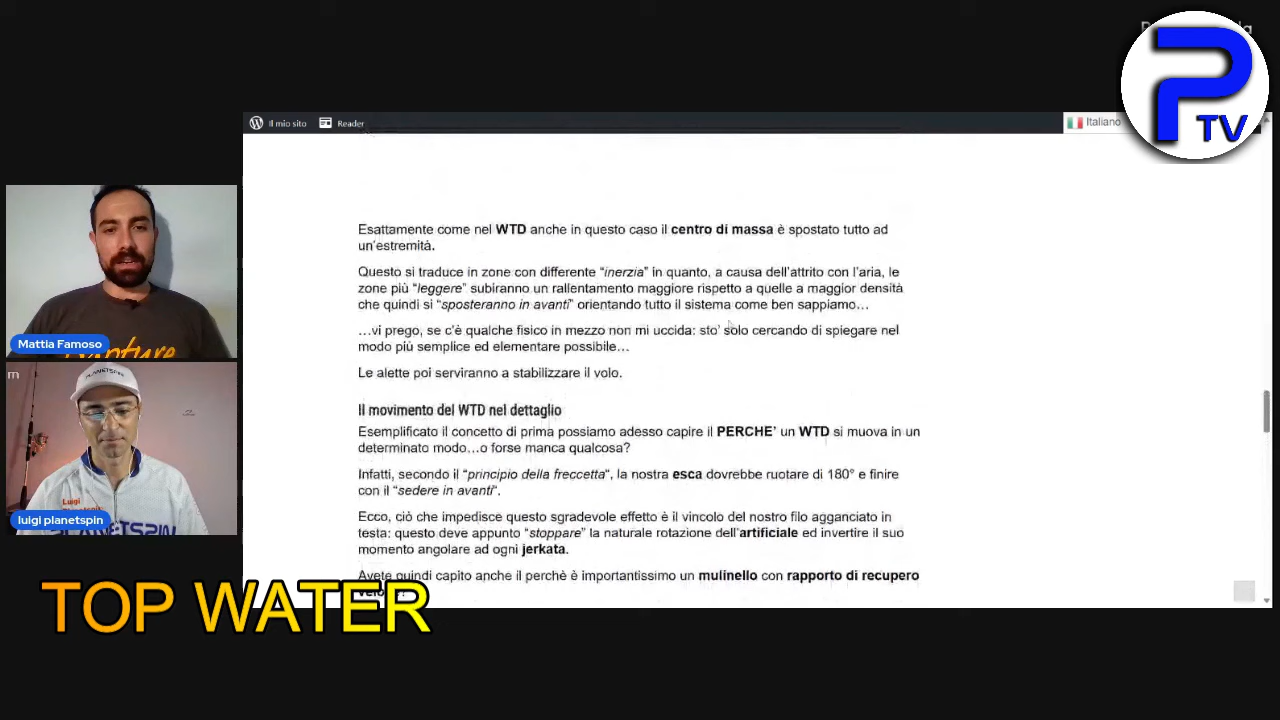 P
TV
Il mio sito
Reader
Italiano
Esattamente come nel WTD anche in questo caso il centro di massa è spostato tutto ad
un'estremità.
Questo si traduce in zone con differente "inerzia" in quanto, a causa dell'attrito con l'aria, le
zone più "leggere" subiranno un rallentamento maggiore rispetto a quelle a maggior densità
che quindi si "sposteranno in avanti" orientando tutto il sistema come ben sappiamo…
…vi prego, se c'è qualche fisico in mezzo non mi uccida: sto' solo cercando di spiegare nel
modo più semplice ed elementare possibile…
Le alette poi serviranno a stabilizzare il volo.
Il movimento del WTD nel dettaglio
Esemplificato il concetto di prima possiamo adesso capire il PERCHE' un WTD si muova in un
determinato modo…o forse manca qualcosa?
Infatti, secondo il "principio della freccetta", la nostra esca dovrebbe ruotare di 180° e finire
con il "sedere in avanti".
Ecco, ciò che impedisce questo sgradevole effetto è il vincolo del nostro filo agganciato in
testa: questo deve appunto "stoppare" la naturale rotazione dell'artificiale ed invertire il suo
momento angolare ad ogni jerkata.
Avete quindi capito anche il perchè è importantissimo un mulinello con rapporto di recupero
Mattia Famoso
m
PLANETSPIN
Luigi
PLANETSPIN
luigi planetspin
TOP WATER